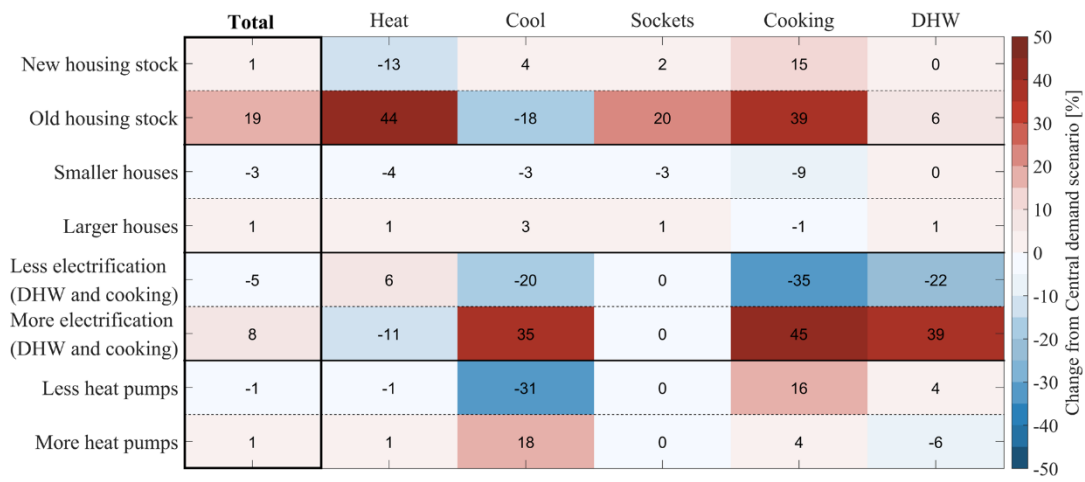 Total Heat Cool Sockets Cooking DHW
New housing stock 1 -13 4 2 15 0
Old housing stock 19 44 -18 20 39 6
Smaller houses -3 -4 -3 -3 -9 0
Larger houses 1 1 3 1 -1 1
Less electrification
(DHW and cooking) -5 6 -20 0 -35 -22
More electrification
(DHW and cooking) 8 -11 35 0 45 39
Less heat pumps -1 -1 -31 0 16 4
More heat pumps 1 1 18 0 4 -6
50
40
30
20
10
0
-10
-20
-30
-40
-50
Change from Central demand scenario [%]